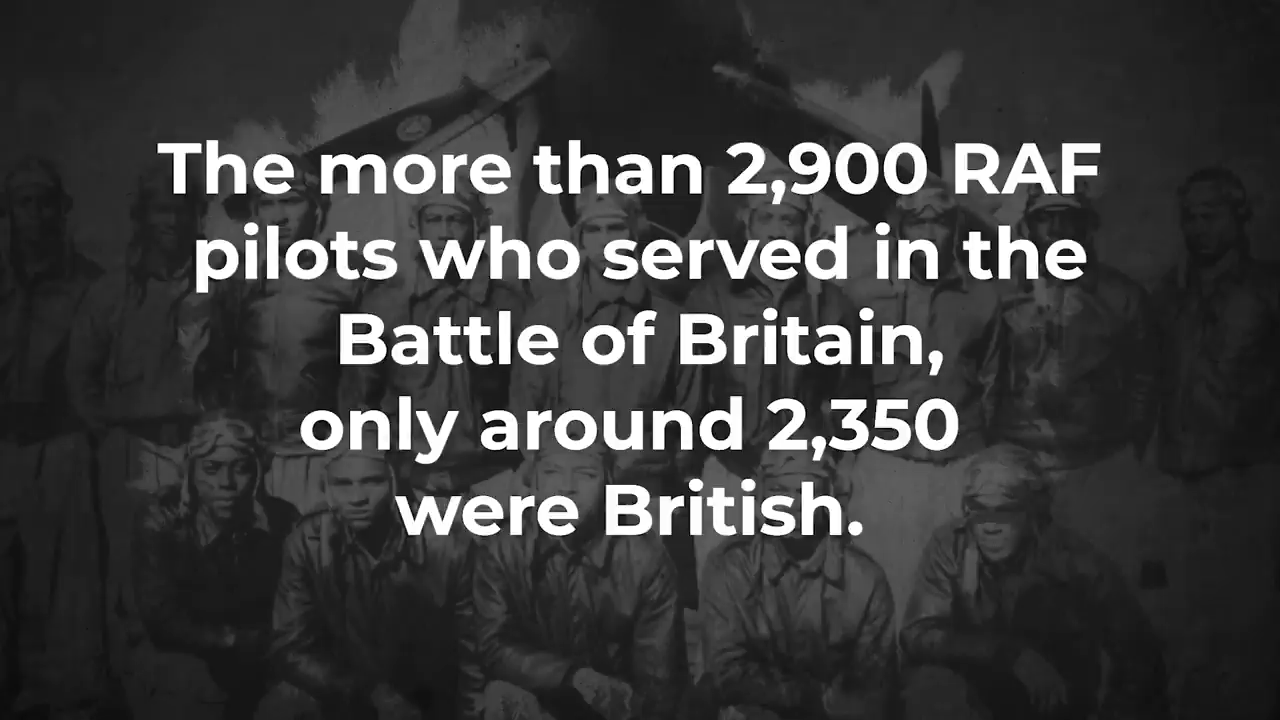 The more than 2,900 RAF
pilots who served in the
Battle of Britain,
only around 2,350
were British.